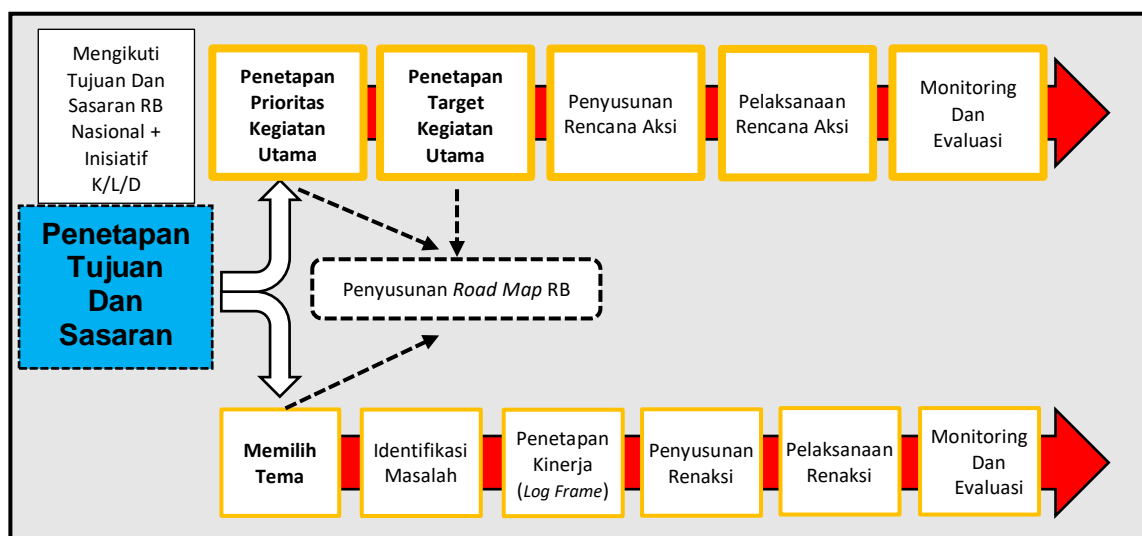 Mengikuti
Tujuan Dan
Sasaran RB
Nasional +
Inisiatif
K/L/D
Penetapan
Tujuan
Dan
Sasaran
Penetapan
Prioritas
Kegiatan
Utama
Penetapan
Target
Kegiatan
Utama
Penyusunan
Rencana Aksi
Pelaksanaan
Rencana Aksi
Monitoring
Dan
Evaluasi
Penyusunan Road Map RB
Memilih
Tema
Identifikasi
Masalah
Penetapan
Kinerja
(Log Frame)
Penyusunan
Renaksi
Pelaksanaan
Renaksi
Monitoring
Dan
Evaluasi